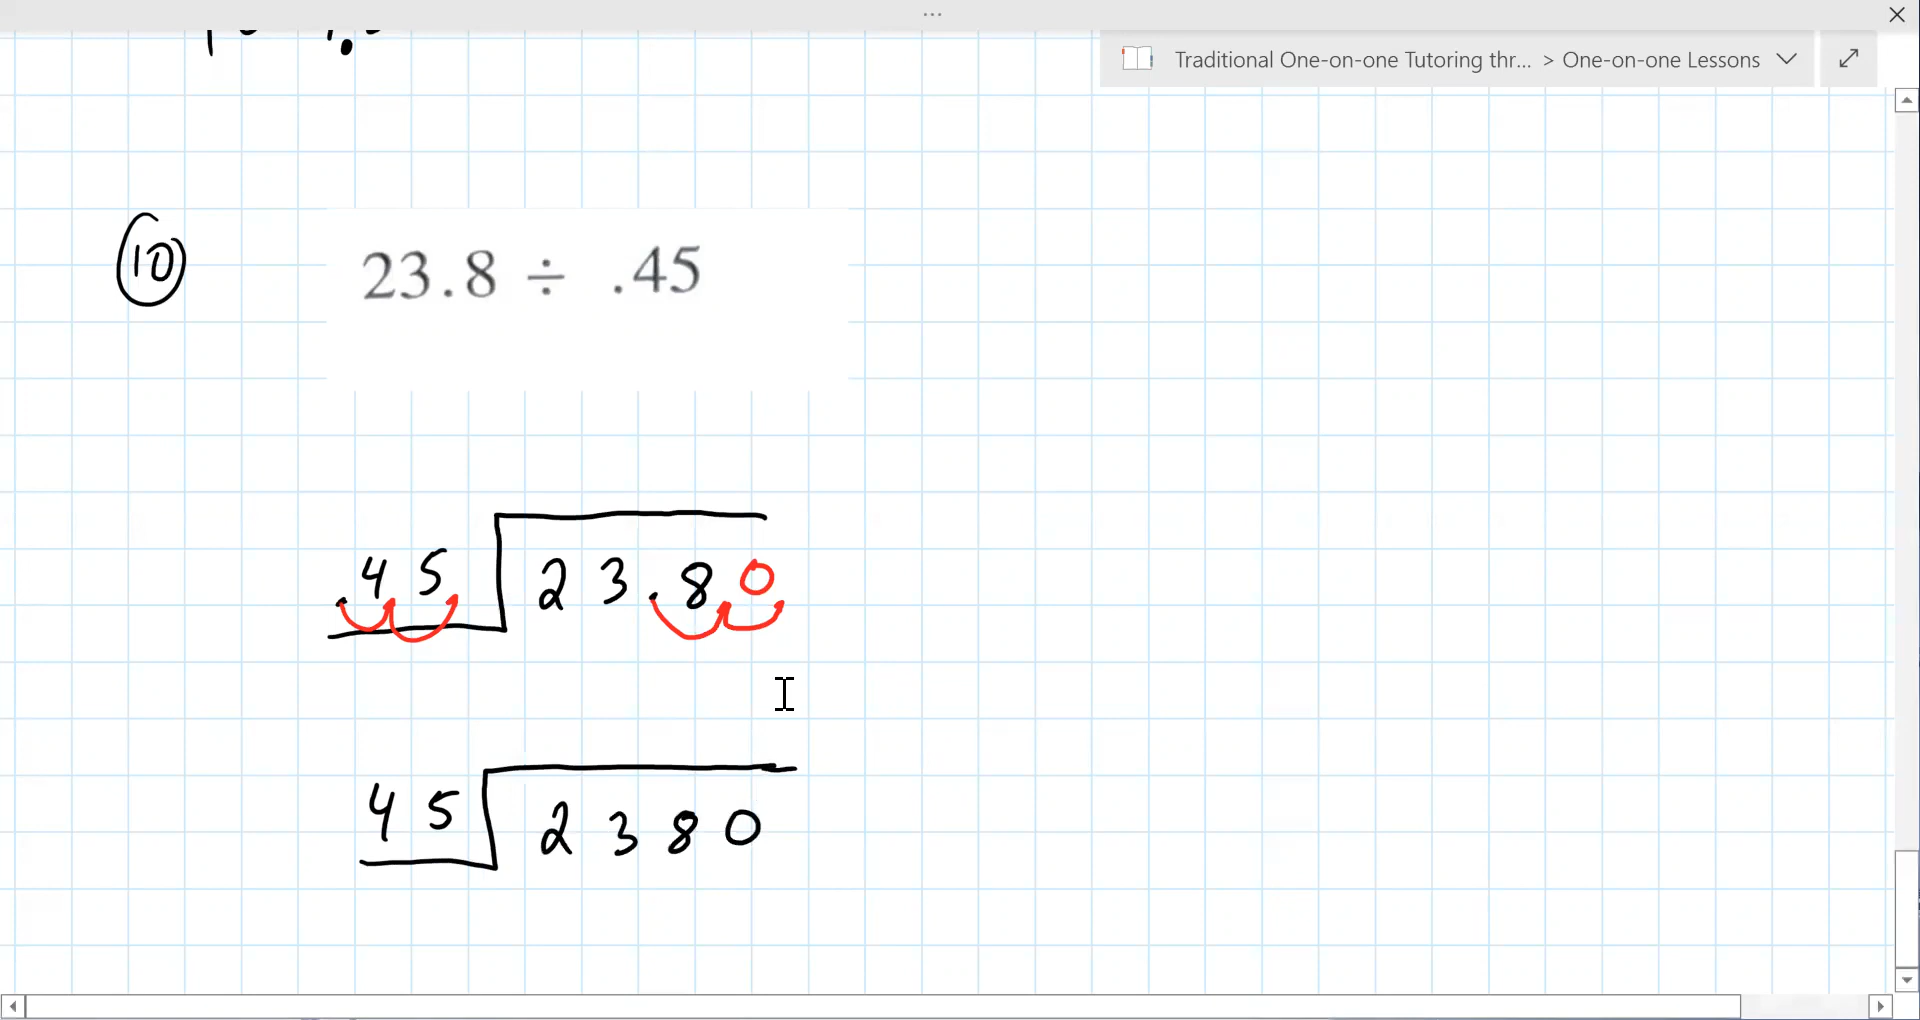 Traditional One-on-one Tutoring thr... > One-on-one Lessons
10
23.8 ÷ .45
.45 23.80
45 2380